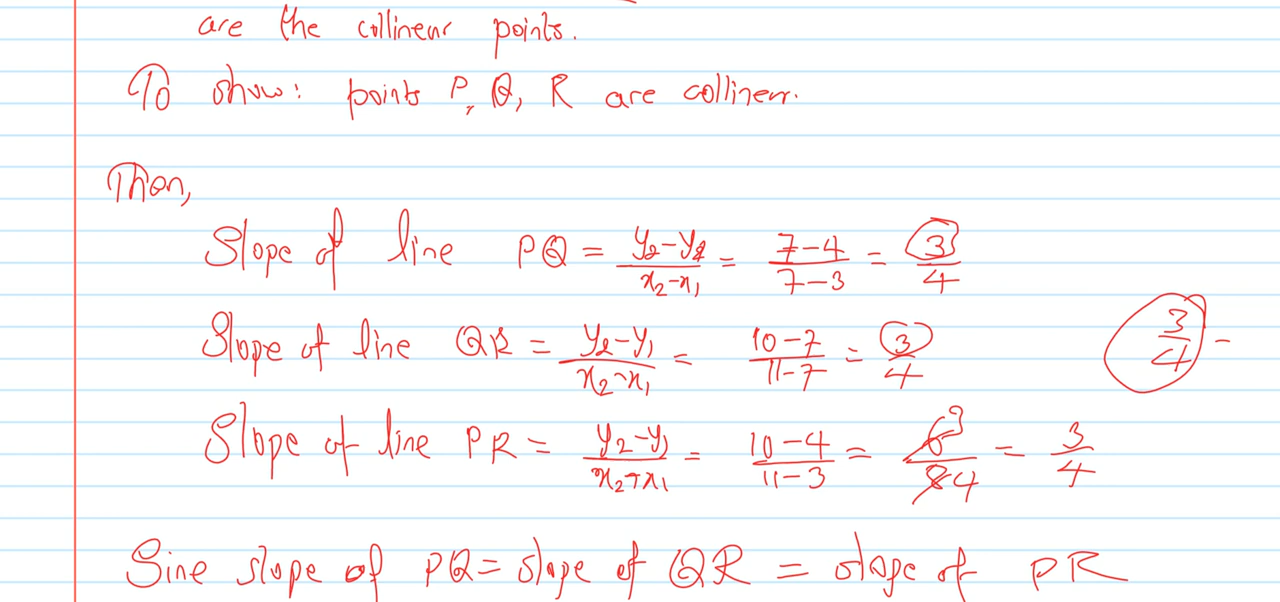 are the collinear points.
To show: points P, Q, R are collinear.
Then,
Slope of line PQ = y₂-y₁/x₂-x₁ = 7-4/7-3 = 3/4
Slope of line QR = y₂-y₁/x₂-x₁ = 10-7/11-7 = 3/4
3/4 -
Slope of line PR = y₂-y₁/x₂-x₁ = 10-4/11-3 = 6 3/8 4 = 3/4
Sine slope of PQ = slope of QR = slope of PR